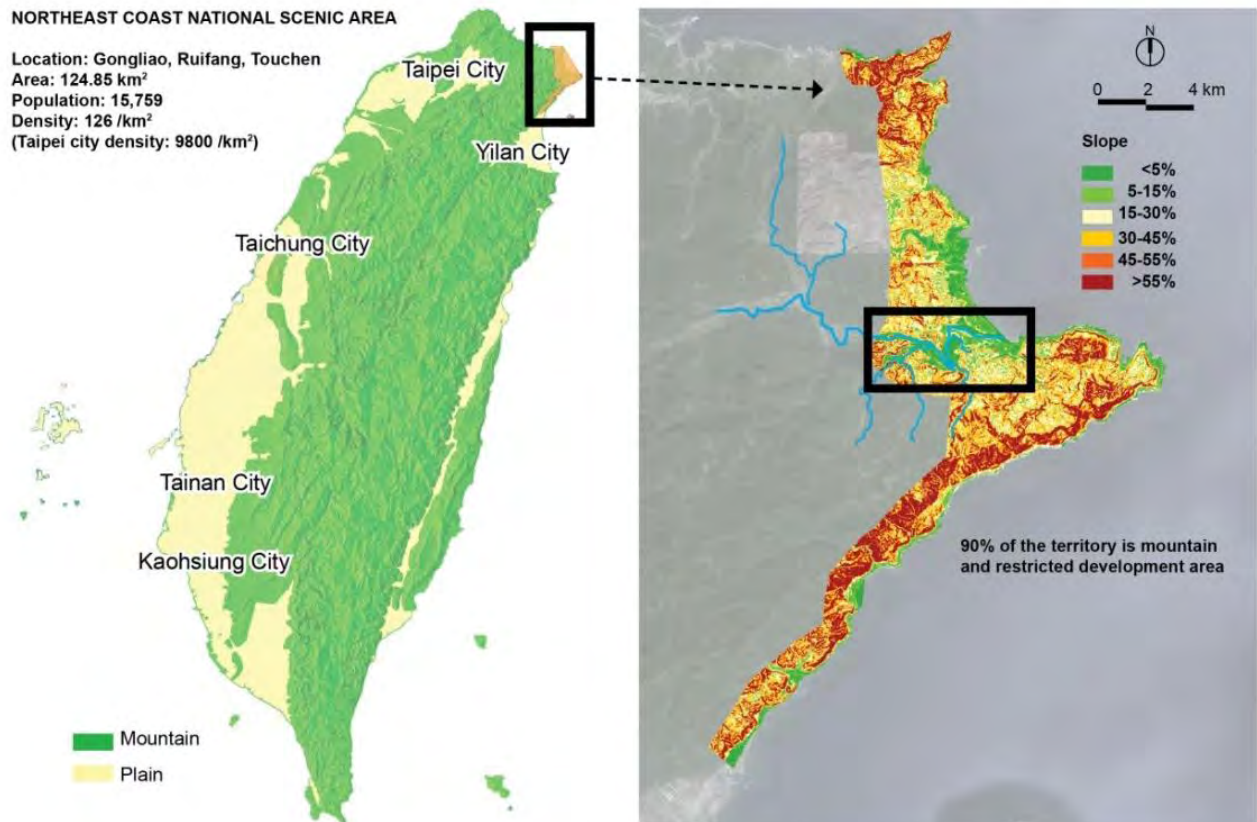 NORTHEAST COAST NATIONAL SCENIC AREA
Location: Gongliao, Ruifang, Touchen
Area: 124.85 km²
Population: 15,759
Density: 126 /km²
(Taipei city density: 9800 /km²)
Taipei City
Yilan City
Taichung City
Tainan City
Kaohsiung City
Mountain
Plain
N
0 2 4 km
Slope
<5%
5-15%
15-30%
30-45%
45-55%
>55%
90% of the territory is mountain
and restricted development area